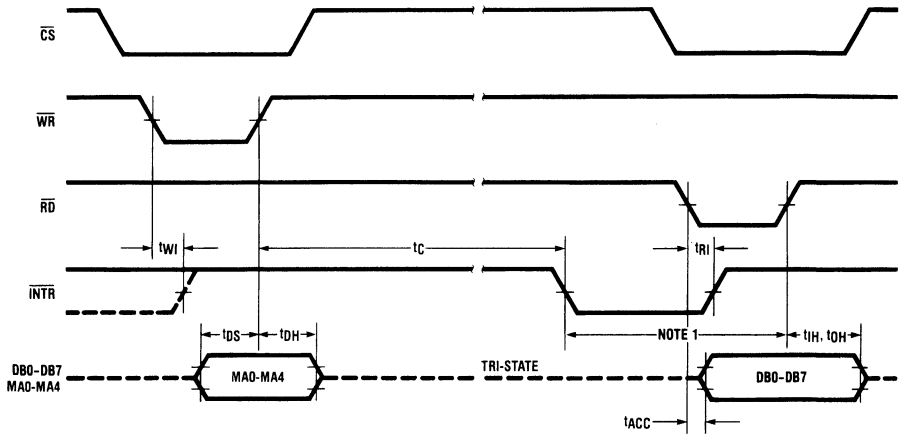 CS
WR
RD
tWI
tC
tRI
INTR
tDS
tDH
NOTE 1
tIH, tOH
DB0-DB7
MA0-MA4
MA0-MA4
TRI-STATE
DB0-DB7
tACC